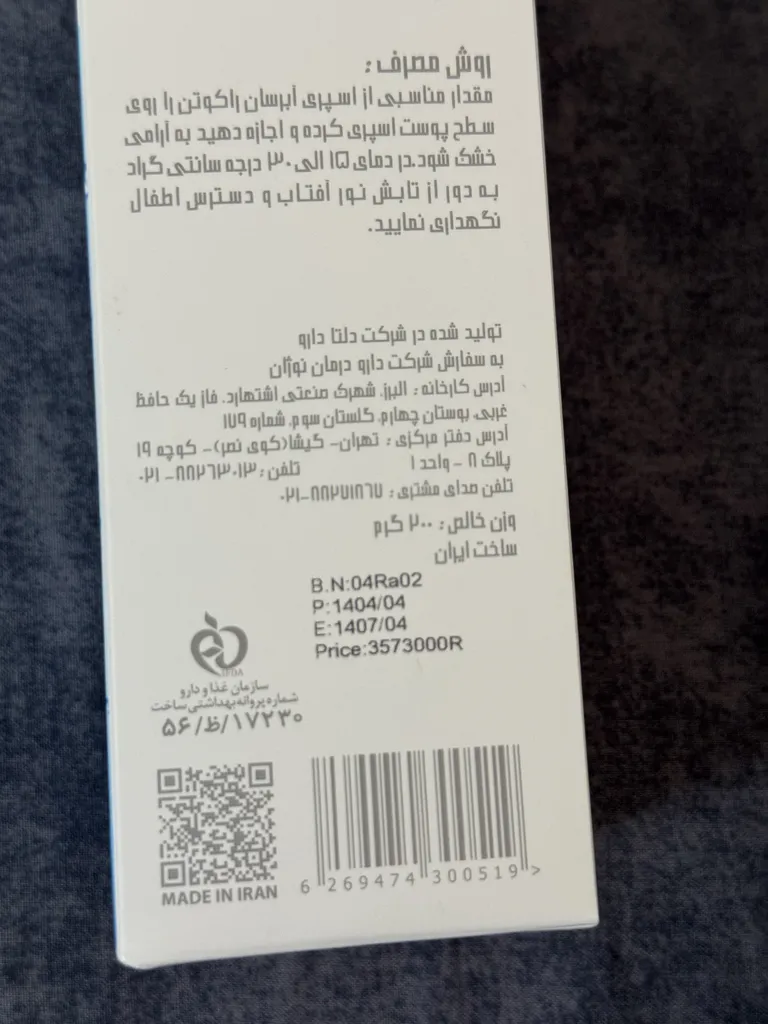 روش مصرف :
مقدار مناسبی از اسپری آبرسان راکوتن را روی
سطح پوست اسپری کرده و اجازه دهید به آرامی
خشک شود.در دمای ۱۵ الی ۳۰ درجه سانتی گراد
به دور از تابش نور آفتاب و دسترس اطفال
نگهداری نمایید.
تولید شده در شرکت دلتا دارو
به سفارش شرکت دارو درمان نوژان
آدرس کارخانه : البرز، شهرک صنعتی اشتهارد، فاز یک حافظ
غربی، بوستان چهارم، گلستان سوم، شماره ۱۷۹
آدرس دفتر مرکزی : تهران- گیشا(کوی نصر)- کوچه ۱۹
پلاک ۸ - واحد ۱ تلفن : ۸۸۲۶۳۰۱۳ - ۰۲۱
تلفن صدای مشتری : ۸۸۲۷۱۸۶۷-۰۲۱
وزن خالص : ۲۰۰ گرم
ساخت ایران
B.N:04Ra02
P:1404/04
E:1407/04
Price:3573000R
IFDA
سازمان غذا و دارو
شماره پروانه بهداشتی ساخت
۵۶/ظ/۱۷۲۳۰
MADE IN IRAN
6 269474 300519 >